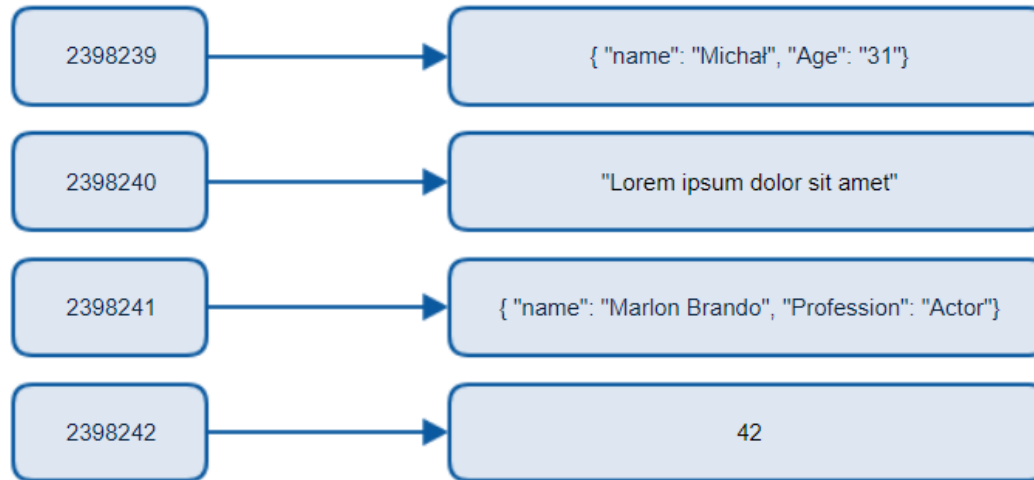 2398239
{ "name": "Michał", "Age": "31"}
2398240
"Lorem ipsum dolor sit amet"
2398241
{ "name": "Marlon Brando", "Profession": "Actor"}
2398242
42